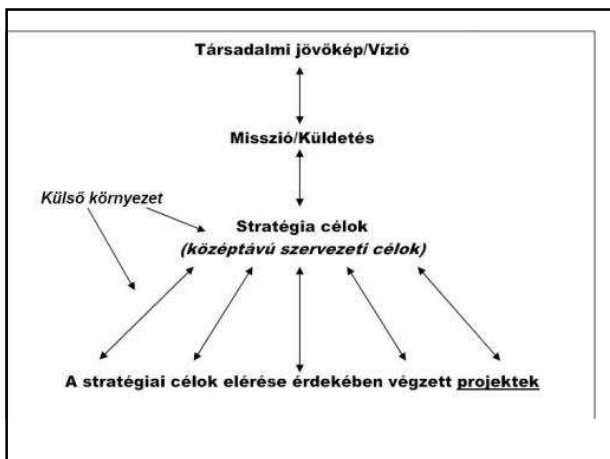 Társadalmi jövőkép/Vízió
Misszió/Küldetés
Külső környezet
Stratégia célok
(középtávú szervezeti célok)
A stratégiai célok elérése érdekében végzett projektek